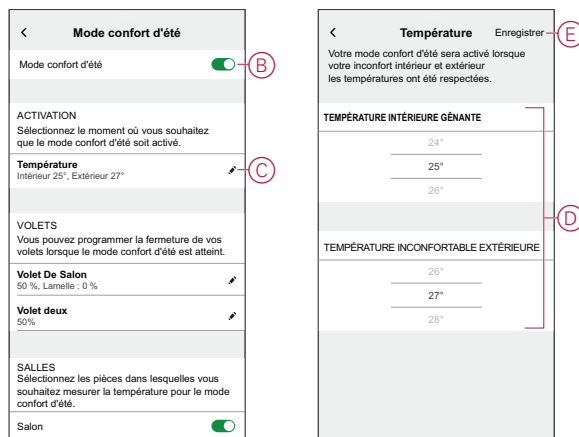 Mode confort d'été
Mode confort d'été
B
ACTIVATION
Sélectionnez le moment où vous souhaitez
que le mode confort d'été soit activé.
Température
Intérieur 25°, Extérieur 27°
C
VOLETS
Vous pouvez programmer la fermeture de vos
volets lorsque le mode confort d'été est atteint.
Volet De Salon
50 %, Lamelle : 0 %
Volet deux
50%
SALLES
Sélectionnez les pièces dans lesquelles vous
souhaitez mesurer la température pour le mode
confort d'été.
Salon
Température
Enregistrer
E
Votre mode confort d'été sera activé lorsque
votre inconfort intérieur et extérieur
les températures ont été respectées.
TEMPÉRATURE INTÉRIEURE GÊNANTE
24°
25°
26°
D
TEMPÉRATURE INCONFORTABLE EXTÉRIEURE
26°
27°
28°